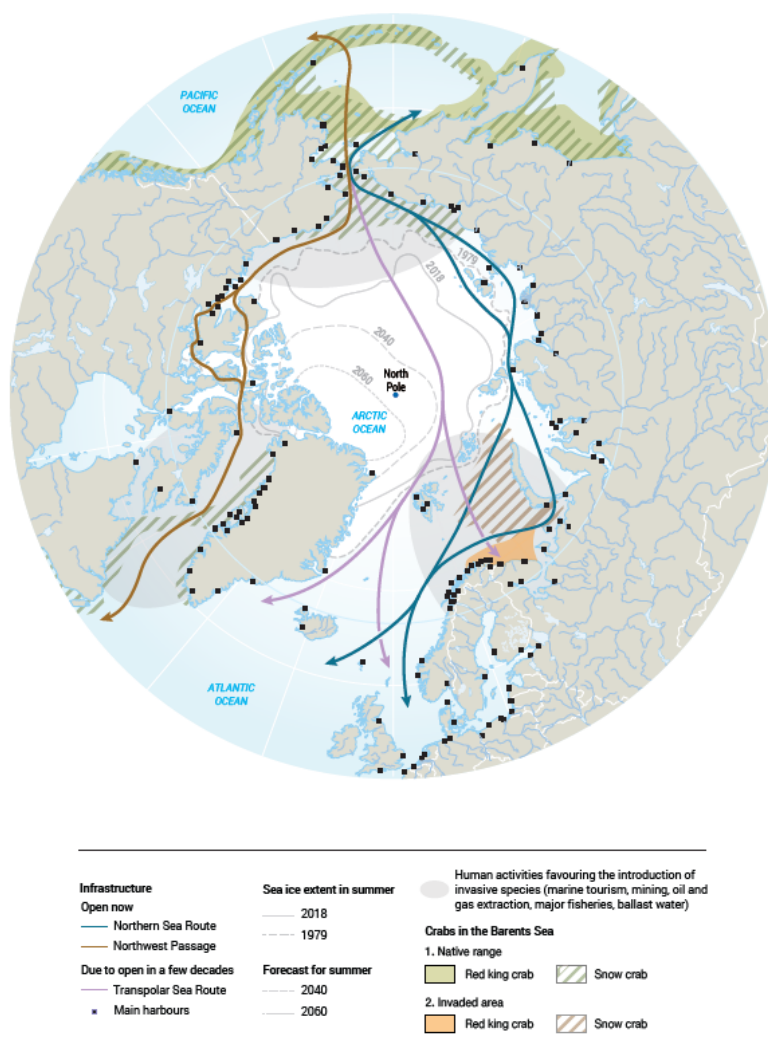 PACIFIC
OCEAN
1979
2018
2040
2060
North
Pole
ARCTIC
OCEAN
ATLANTIC
OCEAN
Infrastructure
Open now
Northern Sea Route
Northwest Passage
Due to open in a few decades
Transpolar Sea Route
Main harbours
Sea ice extent in summer
2018
1979
Forecast for summer
2040
2060
Human activities favouring the introduction of
invasive species (marine tourism, mining, oil and
gas extraction, major fisheries, ballast water)
Crabs in the Barents Sea
1. Native range
Red king crab
Snow crab
2. Invaded area
Red king crab
Snow crab